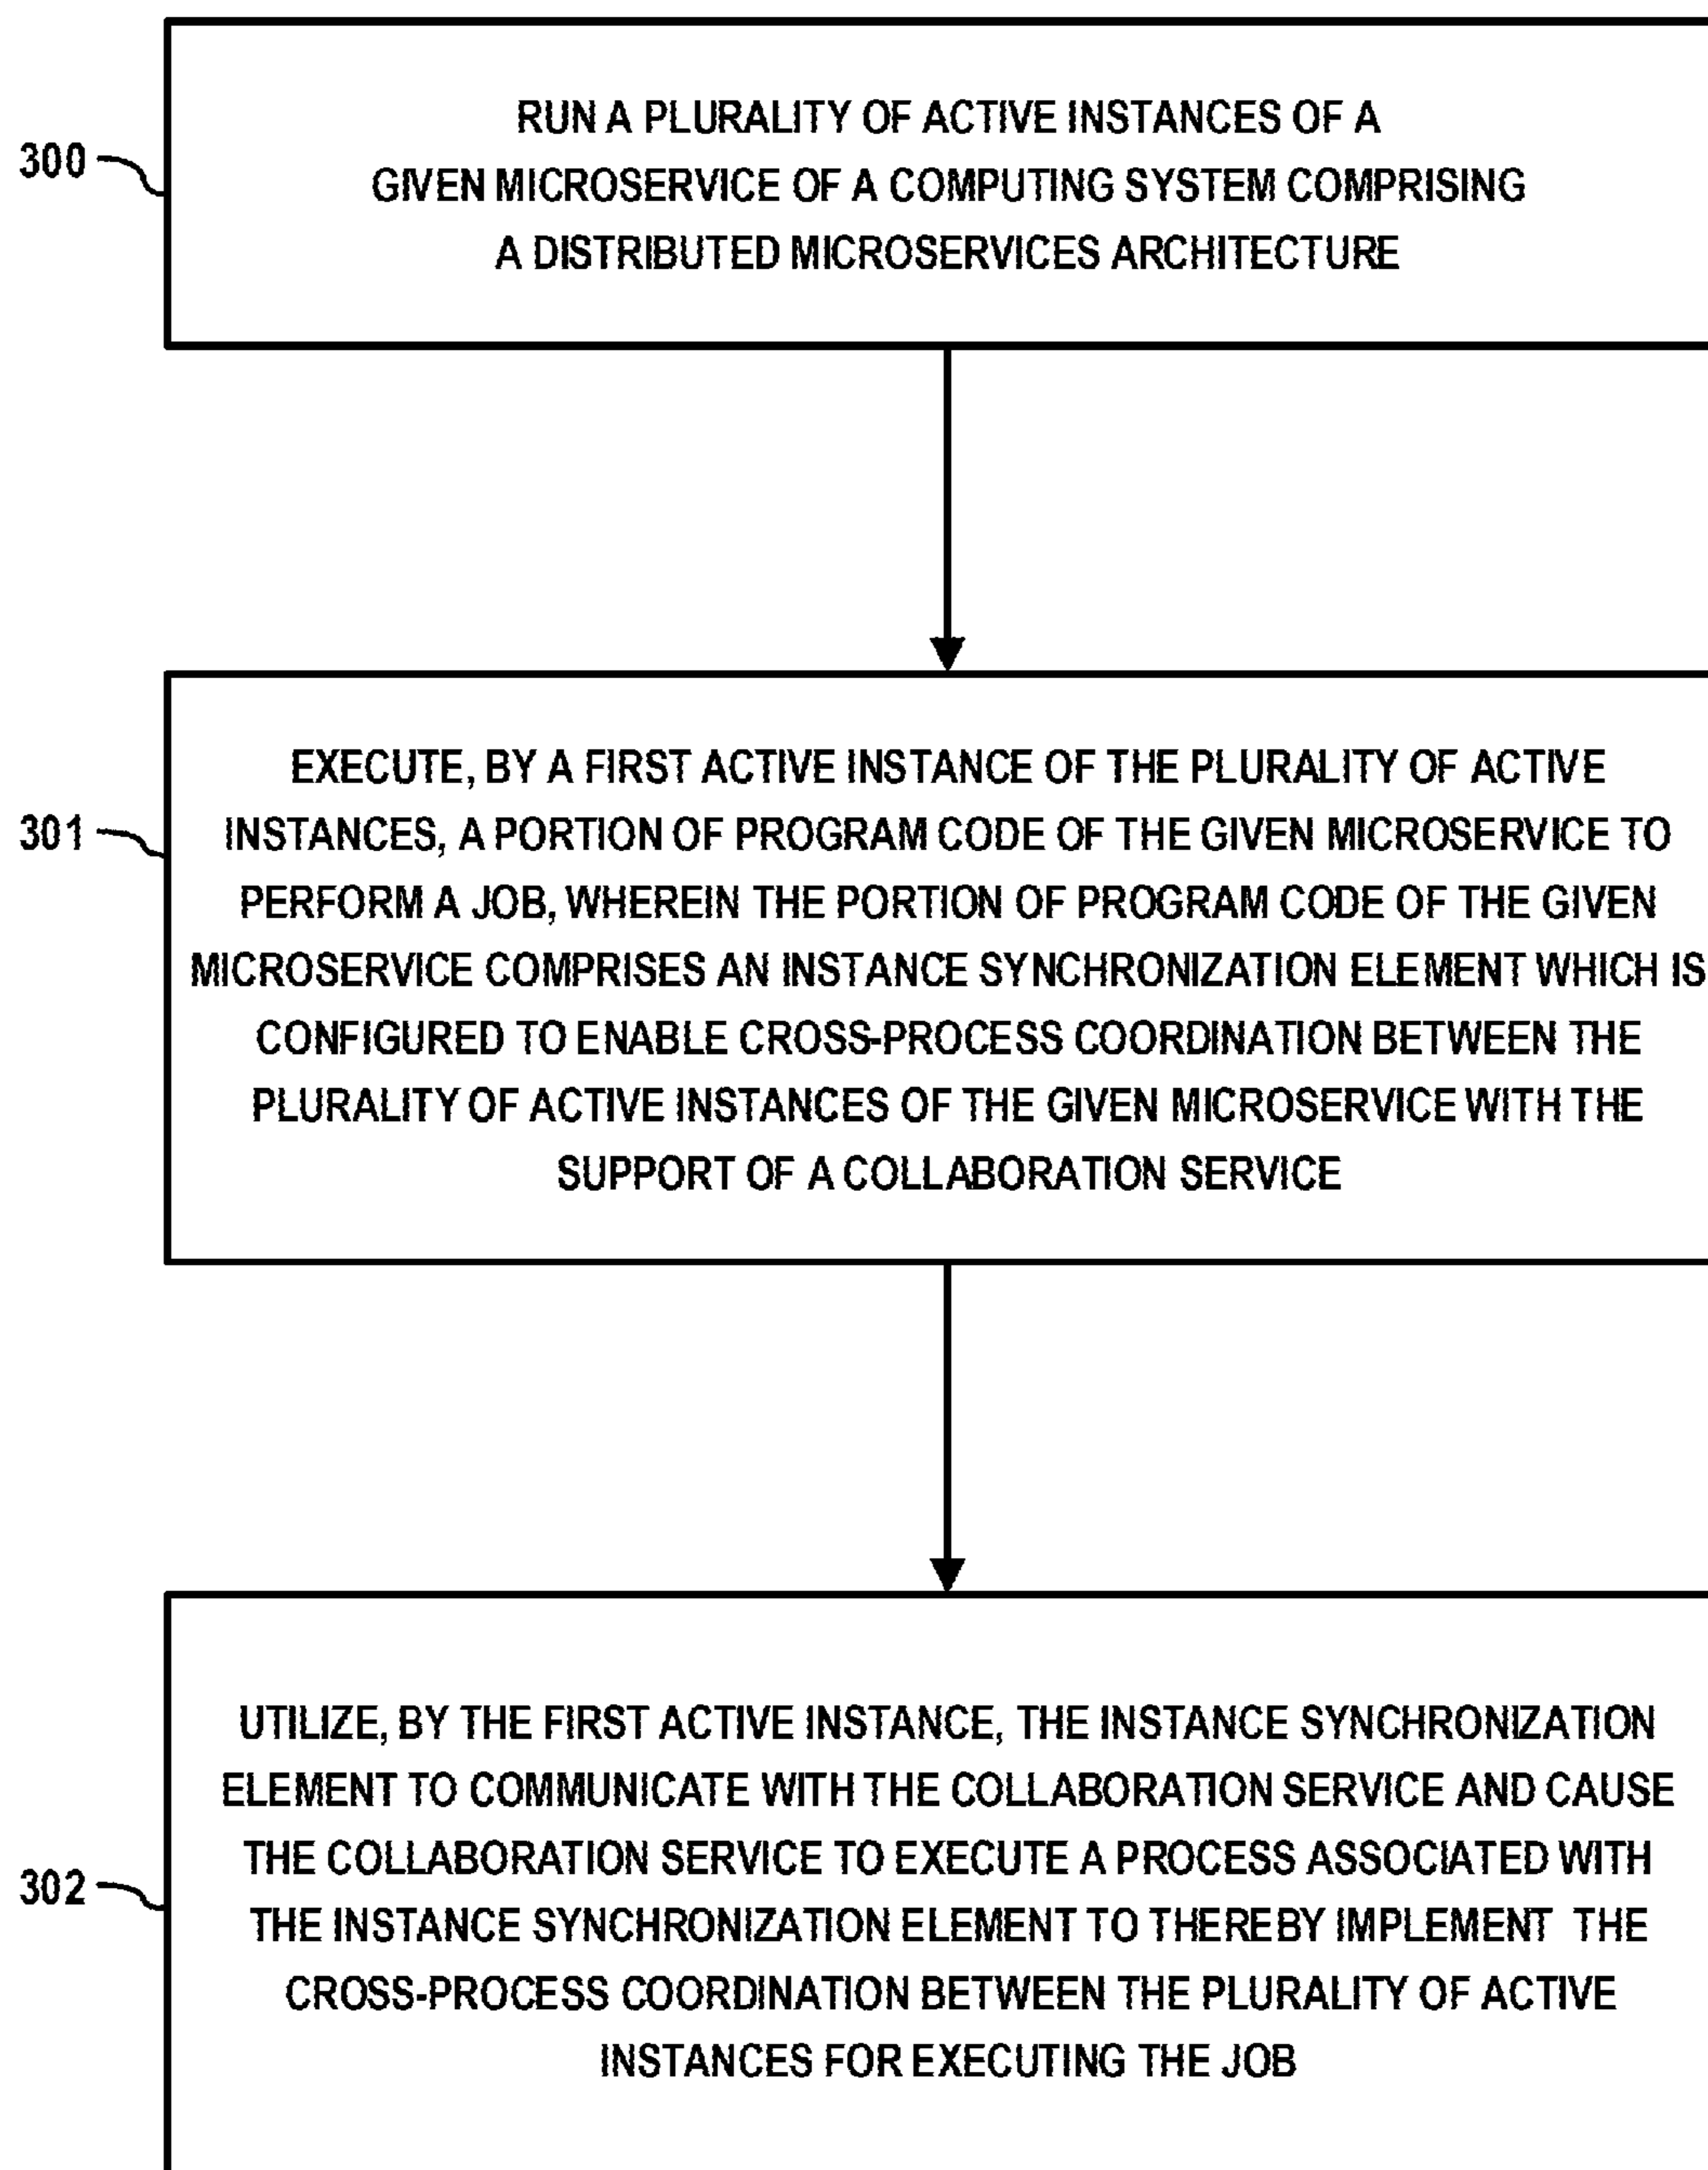 RUN A PLURALITY OF ACTIVE INSTANCES OF A
300
GIVEN MICROSERVICE OF A COMPUTING SYSTEM COMPRISING
A DISTRIBUTED MICROSERVICES ARCHITECTURE
EXECUTE, BY A FIRST ACTIVE INSTANCE OF THE PLURALITY OF ACTIVE
301
INSTANCES, A PORTION OF PROGRAM CODE OF THE GIVEN MICROSERVICE TO
PERFORM A JOB, WHEREIN THE PORTION OF PROGRAM CODE OF THE GIVEN
MICROSERVICE COMPRISES AN INSTANCE SYNCHRONIZATION ELEMENT WHICH IS
CONFIGURED TO ENABLE CROSS-PROCESS COORDINATION BETWEEN THE
PLURALITY OF ACTIVE INSTANCES OF THE GIVEN MICROSERVICE WITH THE
SUPPORT OF A COLLABORATION SERVICE
UTILIZE, BY THE FIRST ACTIVE INSTANCE, THE INSTANCE SYNCHRONIZATION
ELEMENT TO COMMUNICATE WITH THE COLLABORATION SERVICE AND CAUSE
THE COLLABORATION SERVICE TO EXECUTE A PROCESS ASSOCIATED WITH
302
THE INSTANCE SYNCHRONIZATION ELEMENT TO THEREBY IMPLEMENT THE
CROSS-PROCESS COORDINATION BETWEEN THE PLURALITY OF ACTIVE
INSTANCES FOR EXECUTING THE JOB